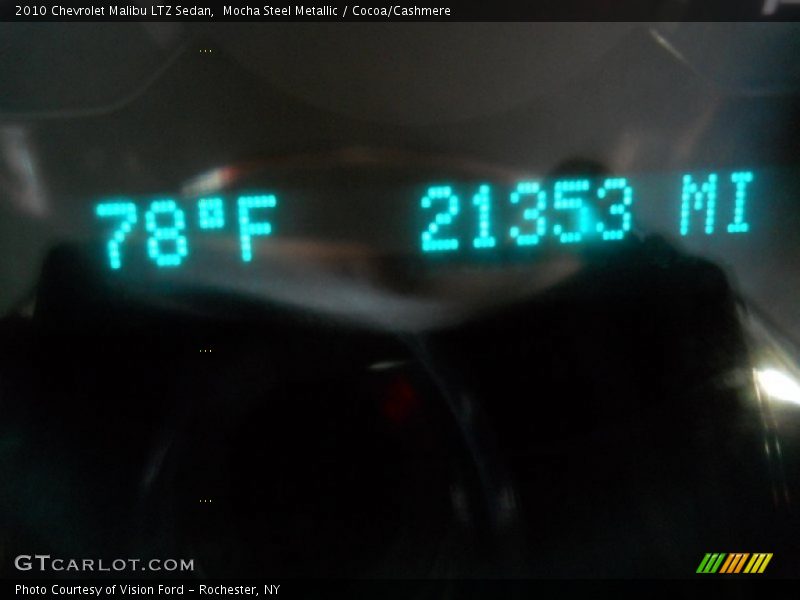 2010 Chevrolet Malibu LTZ Sedan,  Mocha Steel Metallic / Cocoa/Cashmere
...
78°F 21353 MI
...
...
GTCARLOT.COM
Photo Courtesy of Vision Ford - Rochester, NY